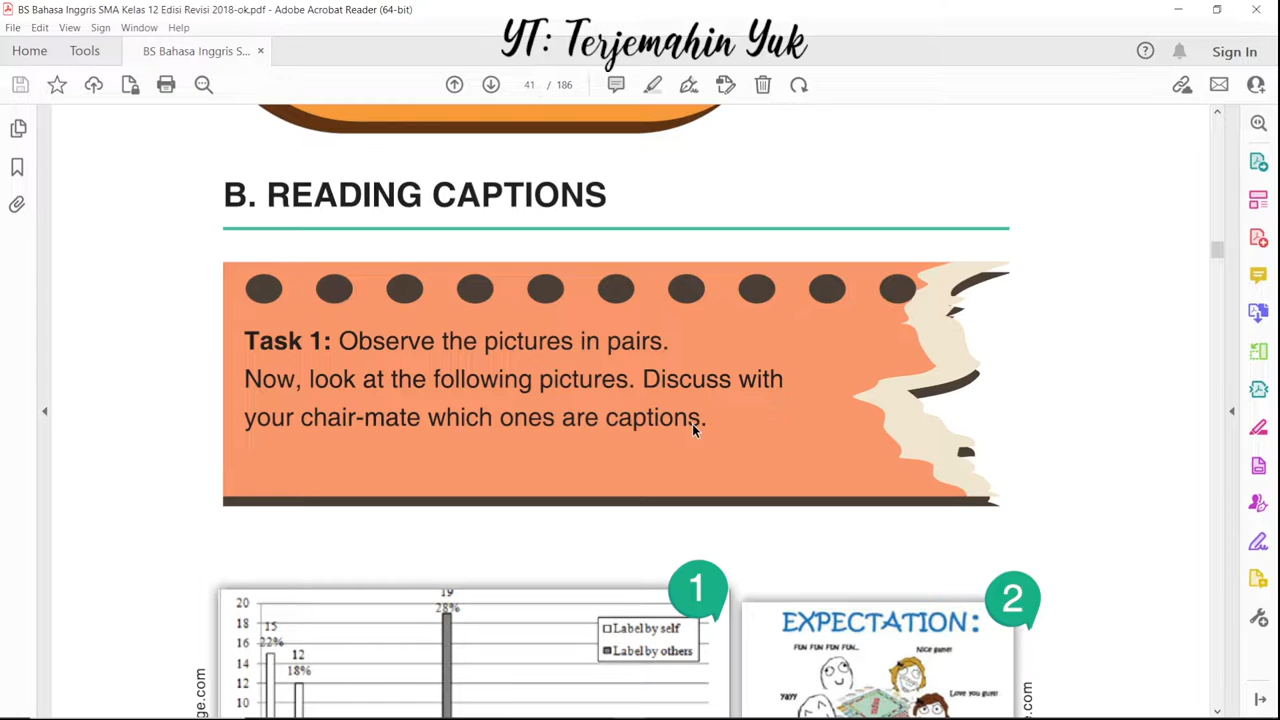 BS Bahasa Inggris SMA Kelas 12 Edisi Revisi 2018-ok.pdf - Adobe Acrobat Reader (64-bit)
File Edit View Sign Window Help
YT: Terjemahin Yuk
Home Tools BS Bahasa Inggris S... × Sign In
41 / 186
B. READING CAPTIONS
Task 1: Observe the pictures in pairs.
Now, look at the following pictures. Discuss with
your chair-mate which ones are captions.
1
2
20
18
16
14
12
10
15
22%
12
18%
19
28%
Label by self
Label by others
EXPECTATION:
FUN FUN FUN FUN...
Nice game!
yayy
Love you guys!
ge.com
om